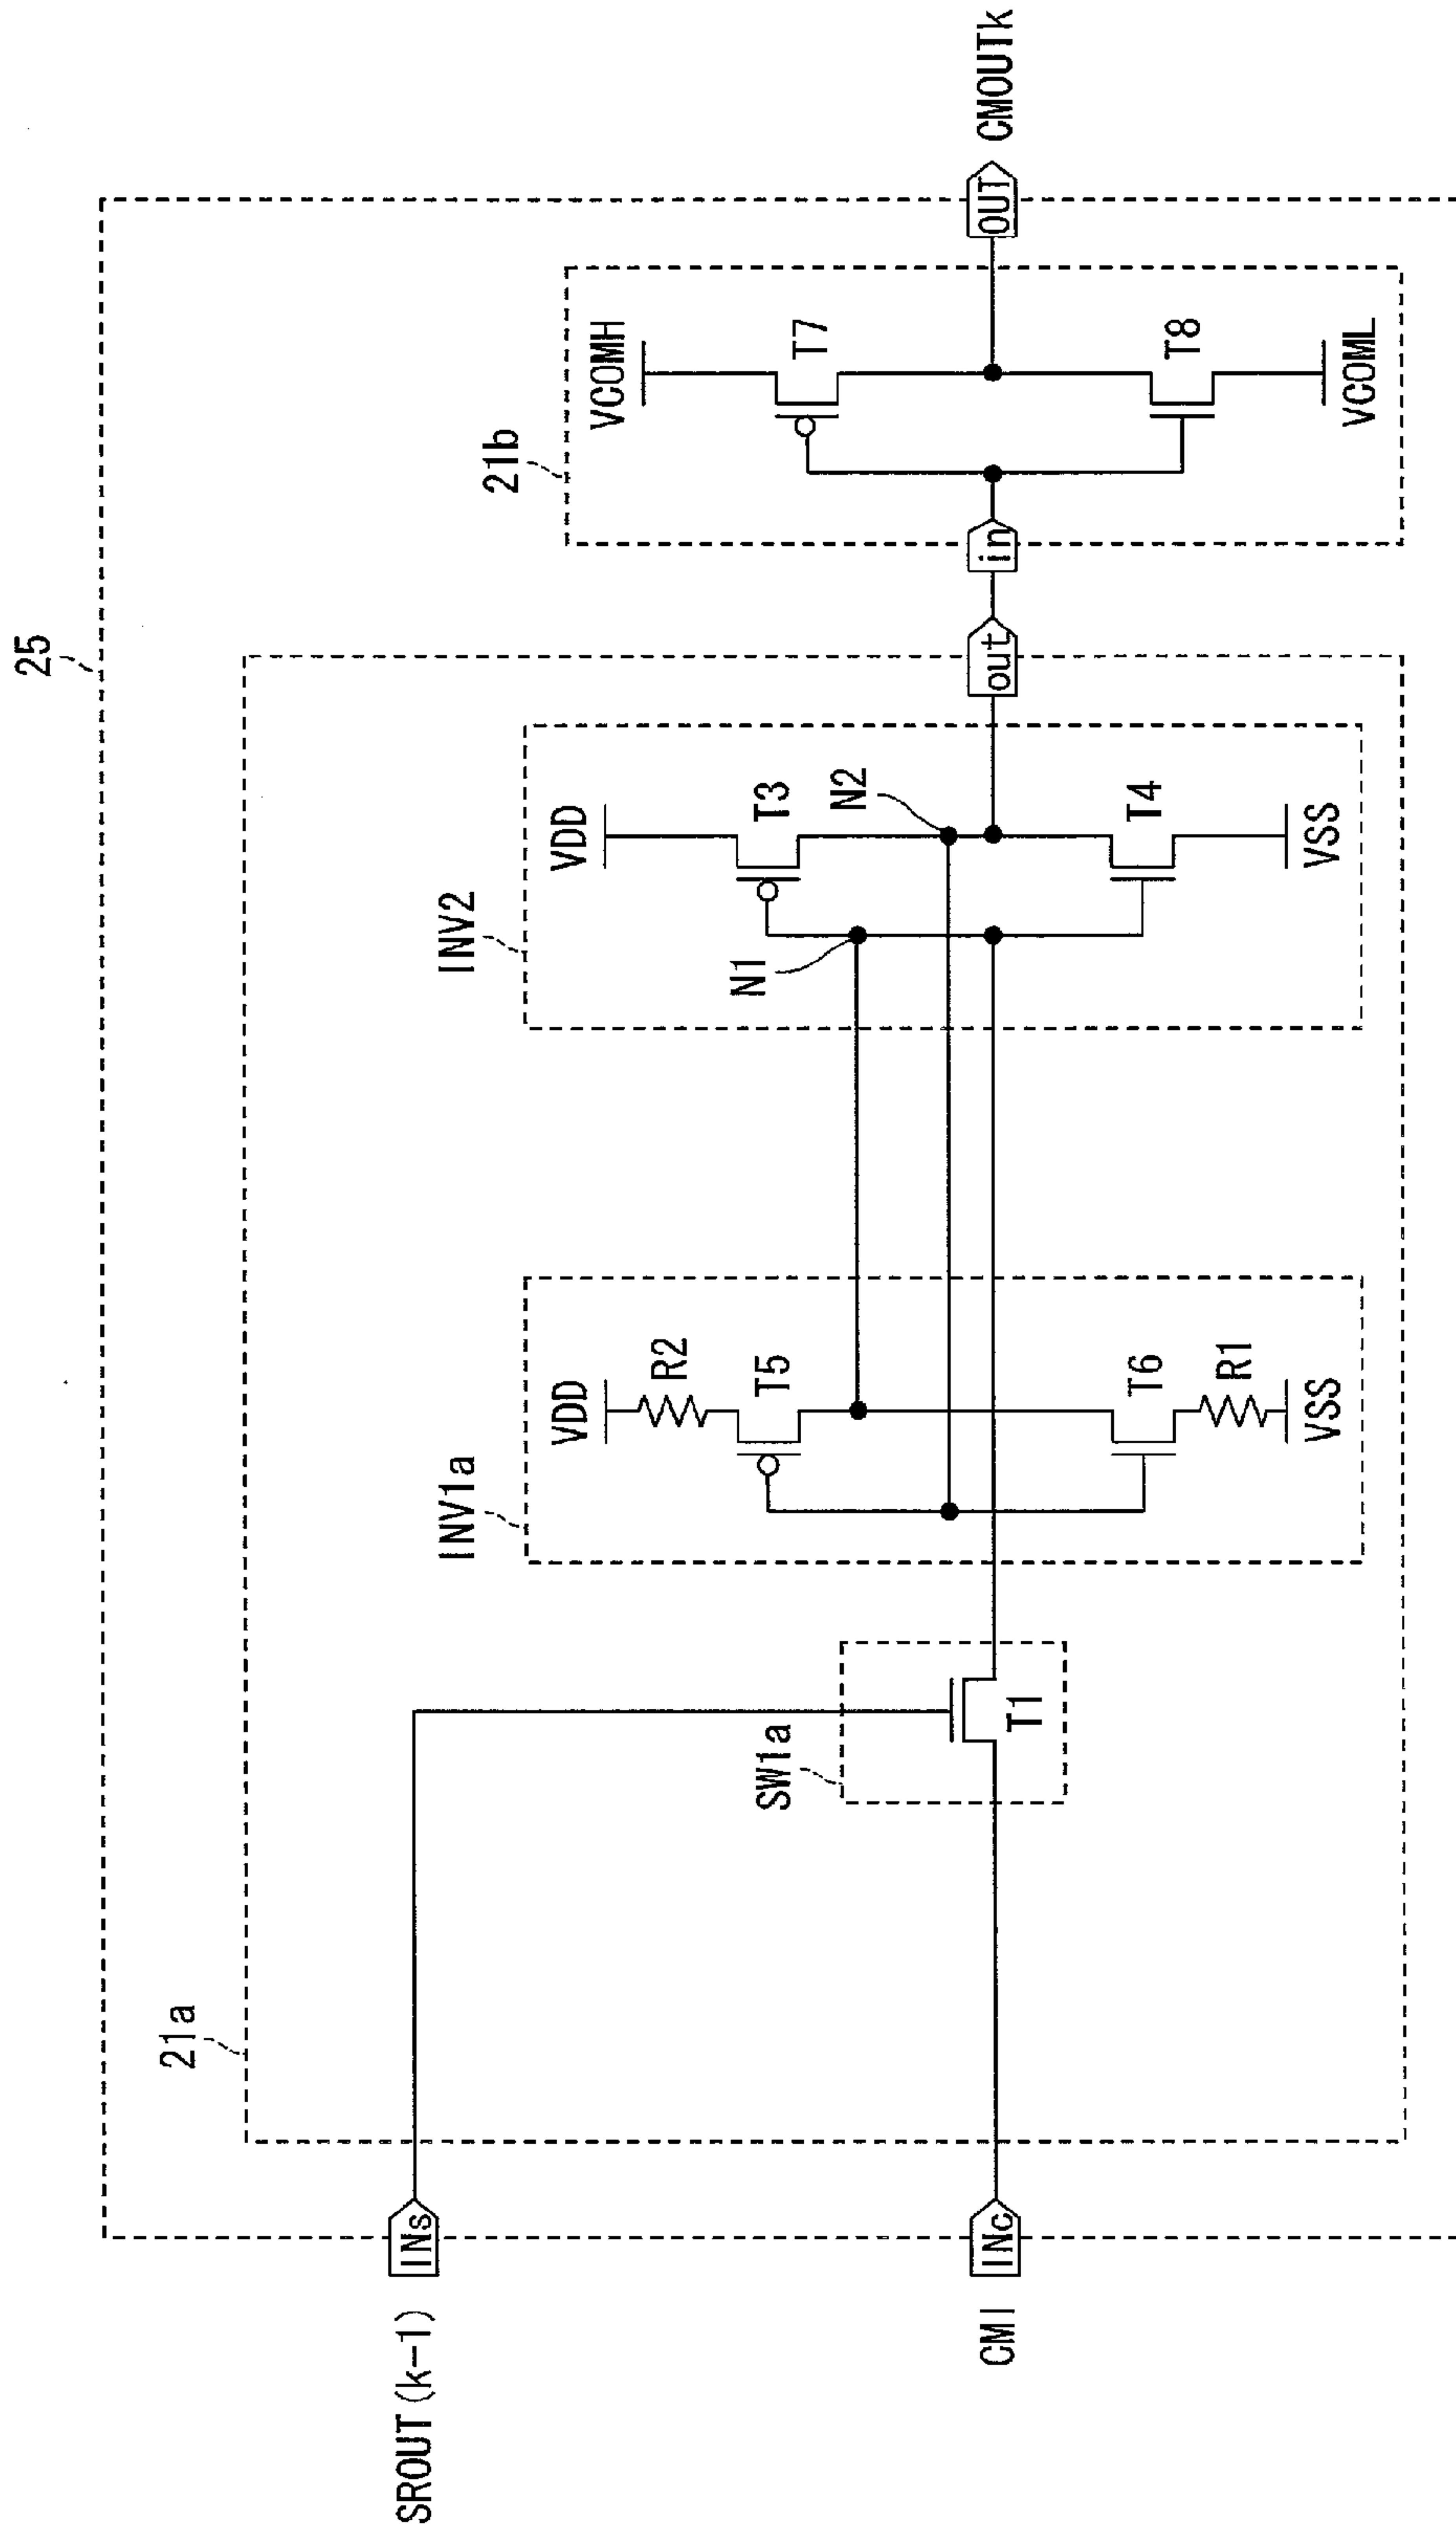 25
21a
INV1a
INV2
21b
VDD
R2
T5
T6
R1
VSS
VDD
T3
N1
N2
T4
VSS
VCOMH
T7
T8
VCOML
SW1a
T1
SROUT(k-1)
INs
CMI
INc
out
in
OUT
CMOUTk